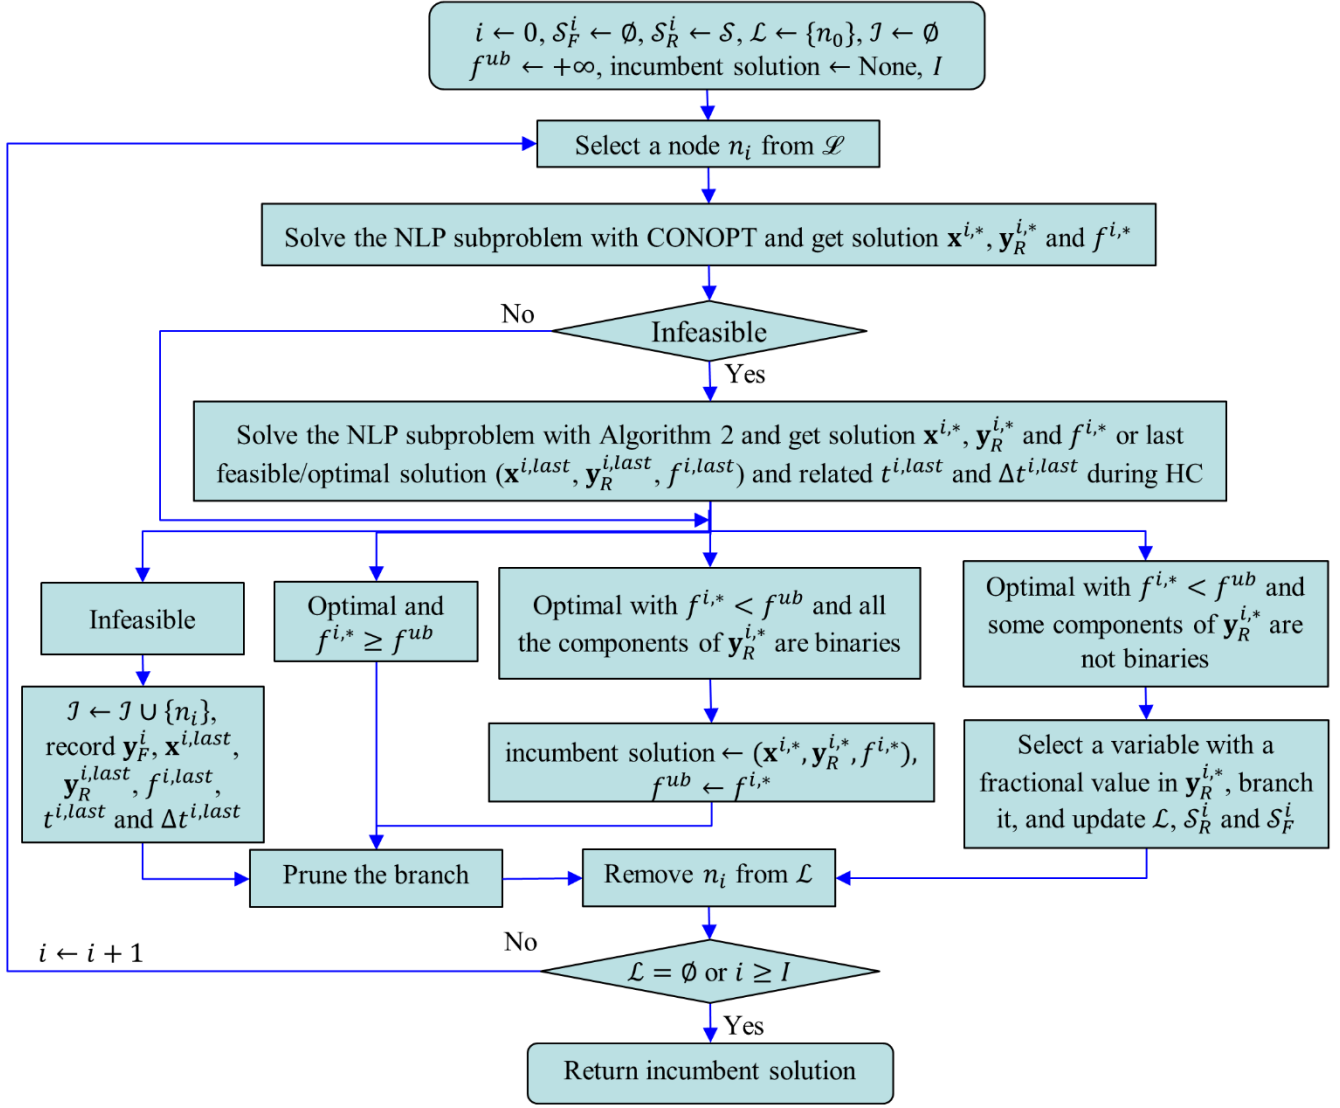 i ← 0, 𝒮_F^i ← ∅, 𝒮_R^i ← 𝒮, ℒ ← {n_0}, ℐ ← ∅
f^{ub} ← +∞, incumbent solution ← None, I
Select a node n_i from ℒ
Solve the NLP subproblem with CONOPT and get solution 𝐱^{i,*}, 𝐲_R^{i,*} and f^{i,*}
No
Infeasible
Yes
Solve the NLP subproblem with Algorithm 2 and get solution 𝐱^{i,*}, 𝐲_R^{i,*} and f^{i,*} or last
feasible/optimal solution (𝐱^{i,last}, 𝐲_R^{i,last}, f^{i,last}) and related t^{i,last} and Δt^{i,last} during HC
Infeasible
Optimal and
f^{i,*} ≥ f^{ub}
Optimal with f^{i,*} < f^{ub} and all
the components of 𝐲_R^{i,*} are binaries
Optimal with f^{i,*} < f^{ub} and
some components of 𝐲_R^{i,*} are
not binaries
ℐ ← ℐ ∪ {n_i},
record 𝐲_F^i, 𝐱^{i,last},
𝐲_R^{i,last}, f^{i,last},
t^{i,last} and Δt^{i,last}
incumbent solution ← (𝐱^{i,*}, 𝐲_R^{i,*}, f^{i,*}),
f^{ub} ← f^{i,*}
Select a variable with a
fractional value in 𝐲_R^{i,*}, branch
it, and update ℒ, 𝒮_R^i and 𝒮_F^i
Prune the branch
Remove n_i from ℒ
i ← i + 1
No
ℒ = ∅ or i ≥ I
Yes
Return incumbent solution